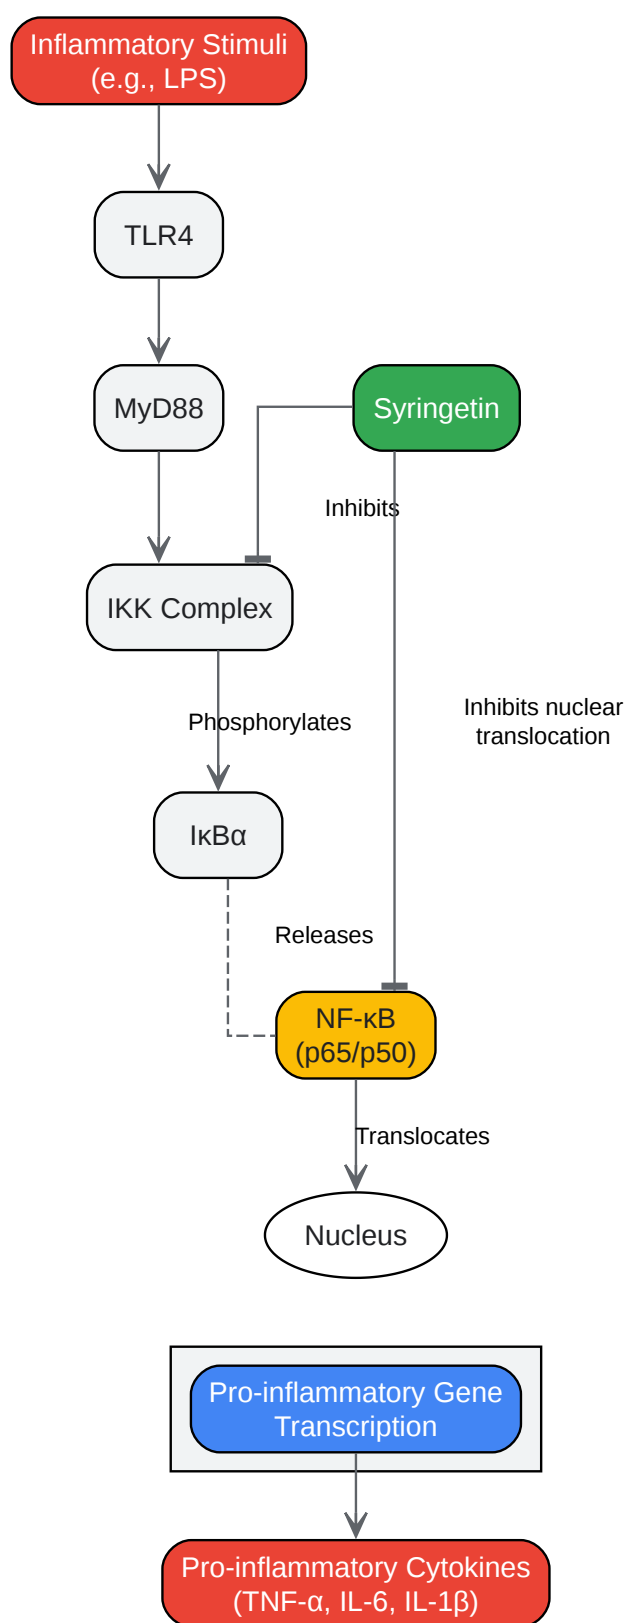 Inflammatory Stimuli
(e.g., LPS)
TLR4
MyD88
Syringetin
Inhibits
IKK Complex
Phosphorylates
Inhibits nuclear
translocation
IκBα
Releases
NF-κB
(p65/p50)
Translocates
Nucleus
Pro-inflammatory Gene
Transcription
Pro-inflammatory Cytokines
(TNF-α, IL-6, IL-1β)